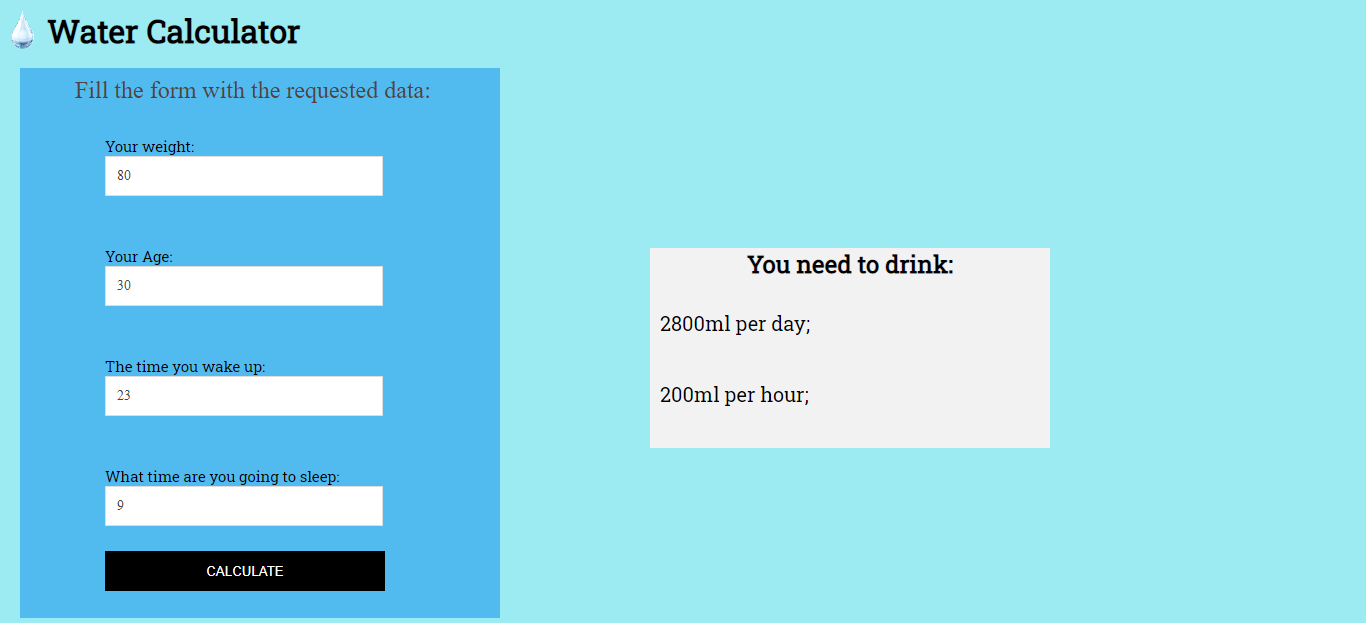 Water Calculator
Fill the form with the requested data:
Your weight:
80
Your Age:
30
The time you wake up:
23
What time are you going to sleep:
9
CALCULATE
You need to drink:
2800ml per day;
200ml per hour;